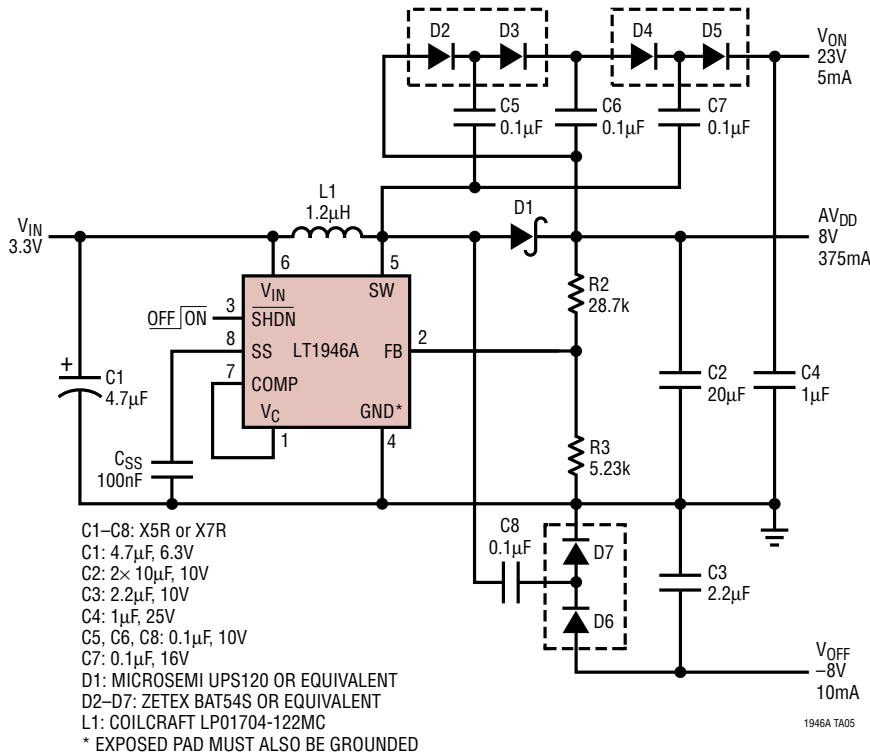 D2
D3
D4
D5
VON
23V
5mA
C5
0.1µF
C6
0.1µF
C7
0.1µF
L1
1.2µH
D1
VIN
3.3V
AVDD
8V
375mA
6
5
VIN
SW
R2
28.7k
OFF ON
3
SHDN
8
SS
LT1946A
FB
2
7
COMP
+
C1
4.7µF
C2
20µF
C4
1µF
VC
GND*
1
4
R3
5.23k
CSS
100nF
C8
0.1µF
D7
C3
2.2µF
D6
VOFF
–8V
10mA
C1–C8: X5R or X7R
C1: 4.7µF, 6.3V
C2: 2× 10µF, 10V
C3: 2.2µF, 10V
C4: 1µF, 25V
C5, C6, C8: 0.1µF, 10V
C7: 0.1µF, 16V
D1: MICROSEMI UPS120 OR EQUIVALENT
D2–D7: ZETEX BAT54S OR EQUIVALENT
L1: COILCRAFT LP01704-122MC
* EXPOSED PAD MUST ALSO BE GROUNDED
1946A TA05